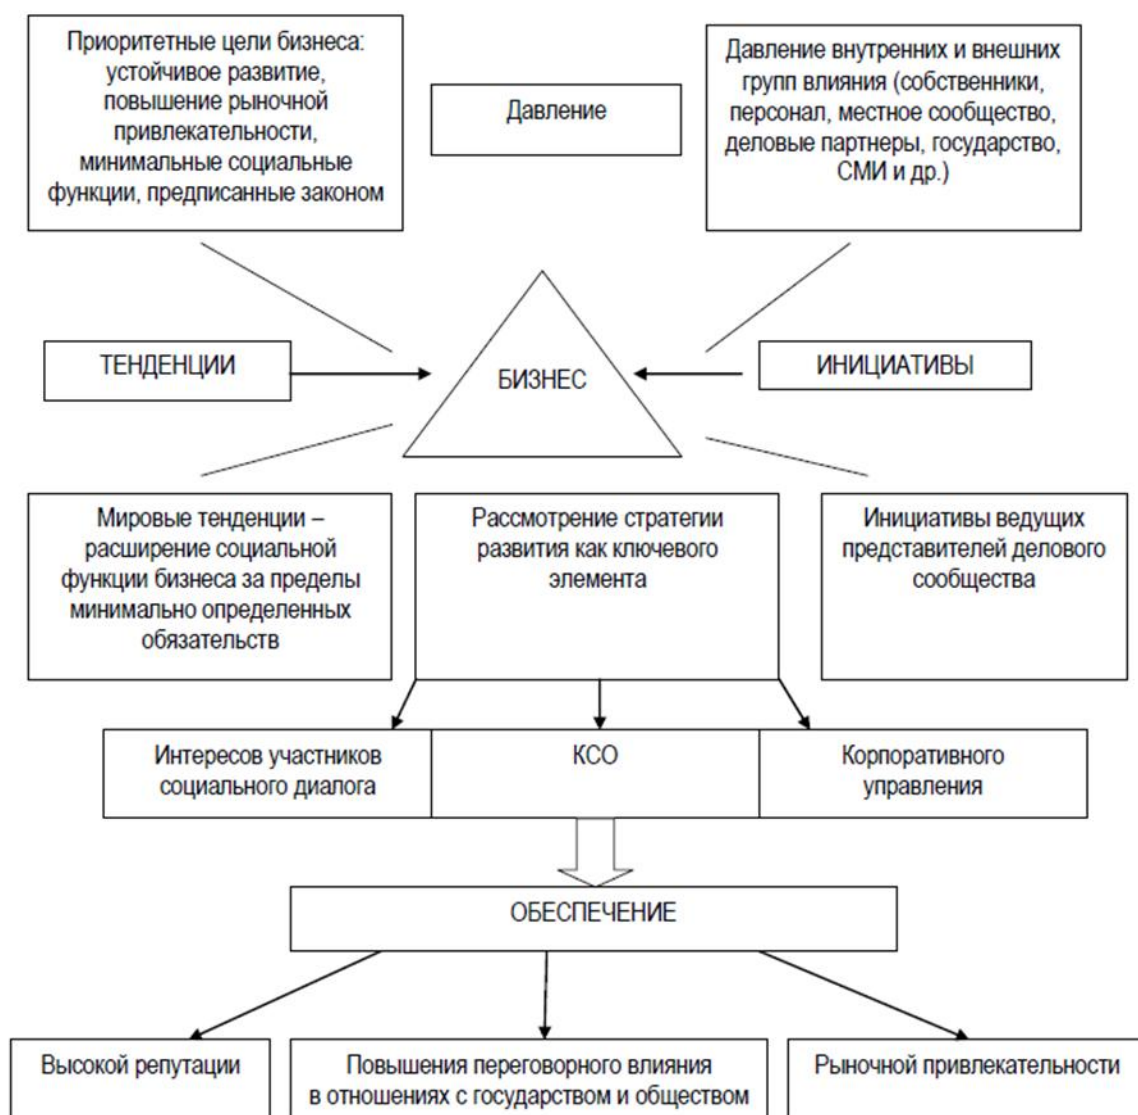 Приоритетные цели бизнеса:
устойчивое развитие,
повышение рыночной
привлекательности,
минимальные социальные
функции, предписанные законом
Давление
Давление внутренних и внешних
групп влияния (собственники,
персонал, местное сообщество,
деловые партнеры, государство,
СМИ и др.)
ТЕНДЕНЦИИ
БИЗНЕС
ИНИЦИАТИВЫ
Мировые тенденции –
расширение социальной
функции бизнеса за пределы
минимально определенных
обязательств
Рассмотрение стратегии
развития как ключевого
элемента
Инициативы ведущих
представителей делового
сообщества
Интересов участников
социального диалога
КСО
Корпоративного
управления
ОБЕСПЕЧЕНИЕ
Высокой репутации
Повышения переговорного влияния
в отношениях с государством и обществом
Рыночной привлекательности